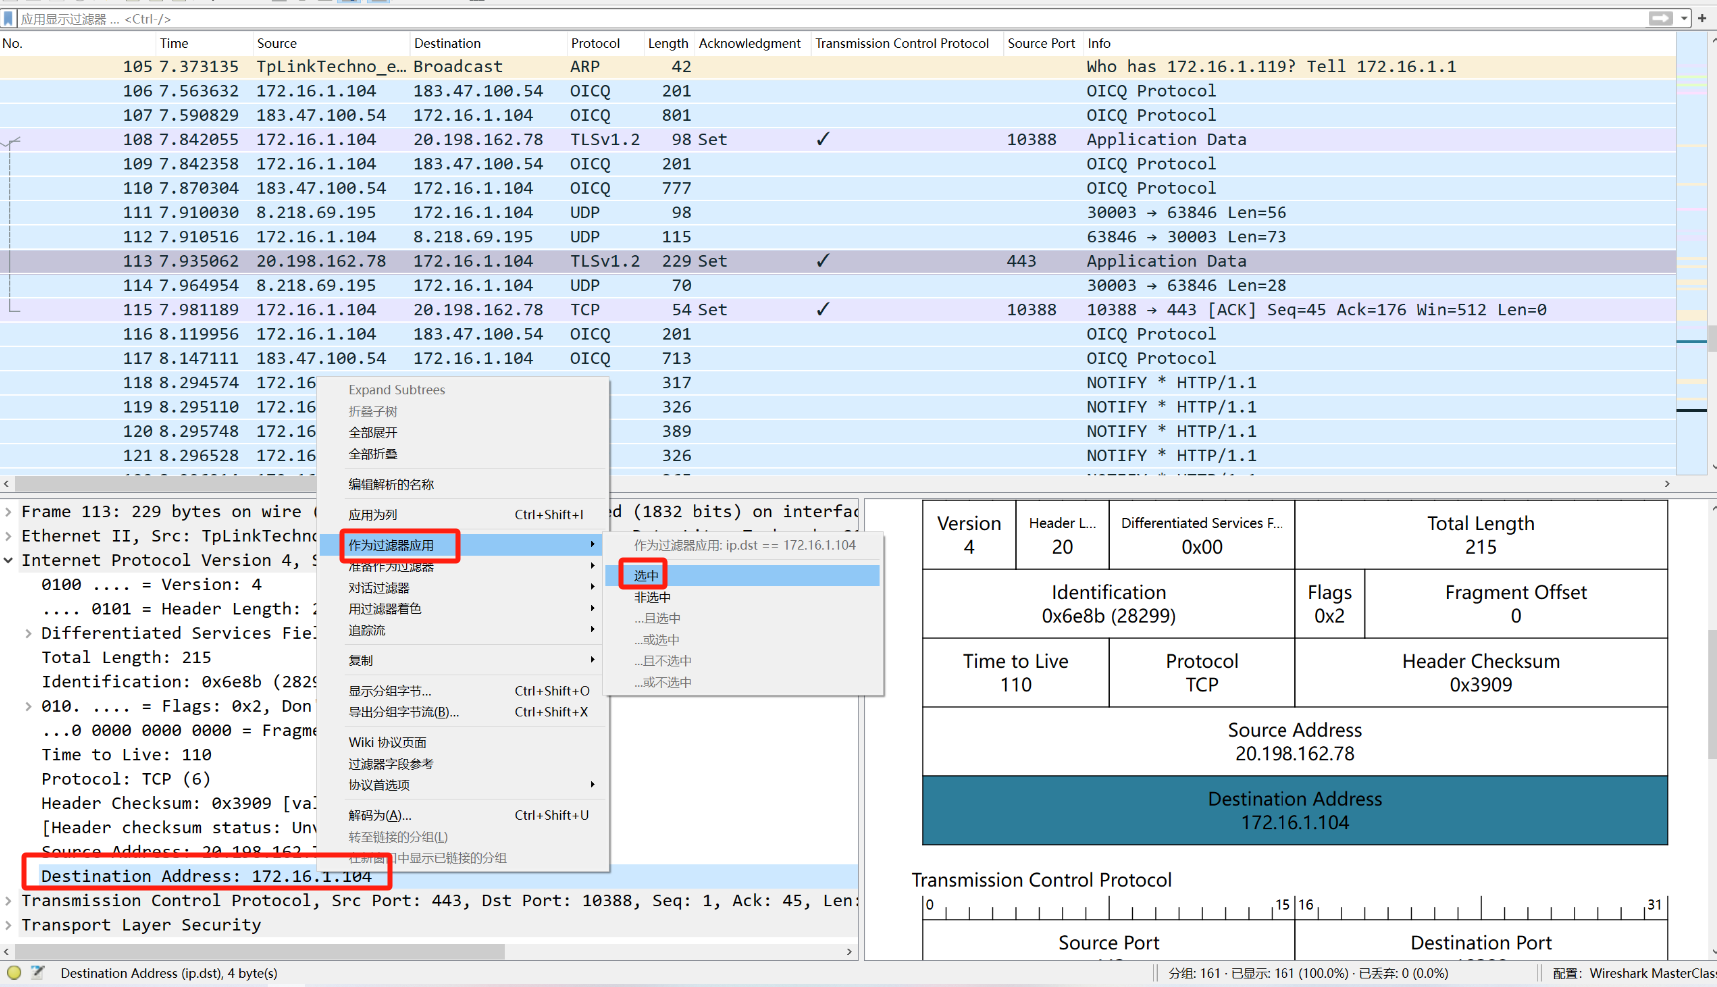 应用显示过滤器 … <Ctrl-/>
No. Time Source Destination Protocol Length Acknowledgment Transmission Control Protocol Source Port Info
105 7.373135 TpLinkTechno_e… Broadcast ARP 42 Who has 172.16.1.119? Tell 172.16.1.1
106 7.563632 172.16.1.104 183.47.100.54 OICQ 201 OICQ Protocol
107 7.590829 183.47.100.54 172.16.1.104 OICQ 801 OICQ Protocol
108 7.842055 172.16.1.104 20.198.162.78 TLSv1.2 98 Set ✓ 10388 Application Data
109 7.842358 172.16.1.104 183.47.100.54 OICQ 201 OICQ Protocol
110 7.870304 183.47.100.54 172.16.1.104 OICQ 777 OICQ Protocol
111 7.910030 8.218.69.195 172.16.1.104 UDP 98 30003 → 63846 Len=56
112 7.910516 172.16.1.104 8.218.69.195 UDP 115 63846 → 30003 Len=73
113 7.935062 20.198.162.78 172.16.1.104 TLSv1.2 229 Set ✓ 443 Application Data
114 7.964954 8.218.69.195 172.16.1.104 UDP 70 30003 → 63846 Len=28
115 7.981189 172.16.1.104 20.198.162.78 TCP 54 Set ✓ 10388 10388 → 443 [ACK] Seq=45 Ack=176 Win=512 Len=0
116 8.119956 172.16.1.104 183.47.100.54 OICQ 201 OICQ Protocol
117 8.147111 183.47.100.54 172.16.1.104 OICQ 713 OICQ Protocol
118 8.294574 172.16 317 NOTIFY * HTTP/1.1
119 8.295110 172.16 326 NOTIFY * HTTP/1.1
120 8.295748 172.16 389 NOTIFY * HTTP/1.1
121 8.296528 172.16 326 NOTIFY * HTTP/1.1
Expand Subtrees
折叠子树
全部展开
全部折叠
编辑解析的名称
应用为列 Ctrl+Shift+I
作为过滤器应用
准备作为过滤器
对话过滤器
用过滤器着色
追踪流
复制
显示分组字节… Ctrl+Shift+O
导出分组字节流(B)… Ctrl+Shift+X
Wiki 协议页面
过滤器字段参考
协议首选项
解码为(A)… Ctrl+Shift+U
转至链接的分组(L)
在新窗口中显示已链接的分组
作为过滤器应用: ip.dst == 172.16.1.104
选中
非选中
…且选中
…或选中
…且不选中
…或不选中
Frame 113: 229 bytes on wire ( ed (1832 bits) on interfac
Ethernet II, Src: TpLinkTechno
Internet Protocol Version 4, S
0100 .... = Version: 4
.... 0101 = Header Length: 2
Differentiated Services Fiel
Total Length: 215
Identification: 0x6e8b (2829
010. .... = Flags: 0x2, Don'
...0 0000 0000 0000 = Fragme
Time to Live: 110
Protocol: TCP (6)
Header Checksum: 0x3909 [val
[Header checksum status: Unv
Source Address: 20.198.162.7
Destination Address: 172.16.1.104
Transmission Control Protocol, Src Port: 443, Dst Port: 10388, Seq: 1, Ack: 45, Len:
Transport Layer Security
Version Header L… Differentiated Services F… Total Length
4 20 0x00 215
Identification Flags Fragment Offset
0x6e8b (28299) 0x2 0
Time to Live Protocol Header Checksum
110 TCP 0x3909
Source Address
20.198.162.78
Destination Address
172.16.1.104
Transmission Control Protocol
0 15 16 31
Source Port Destination Port
Destination Address (ip.dst), 4 byte(s) 分组: 161 · 已显示: 161 (100.0%) · 已丢弃: 0 (0.0%) 配置: Wireshark MasterClas